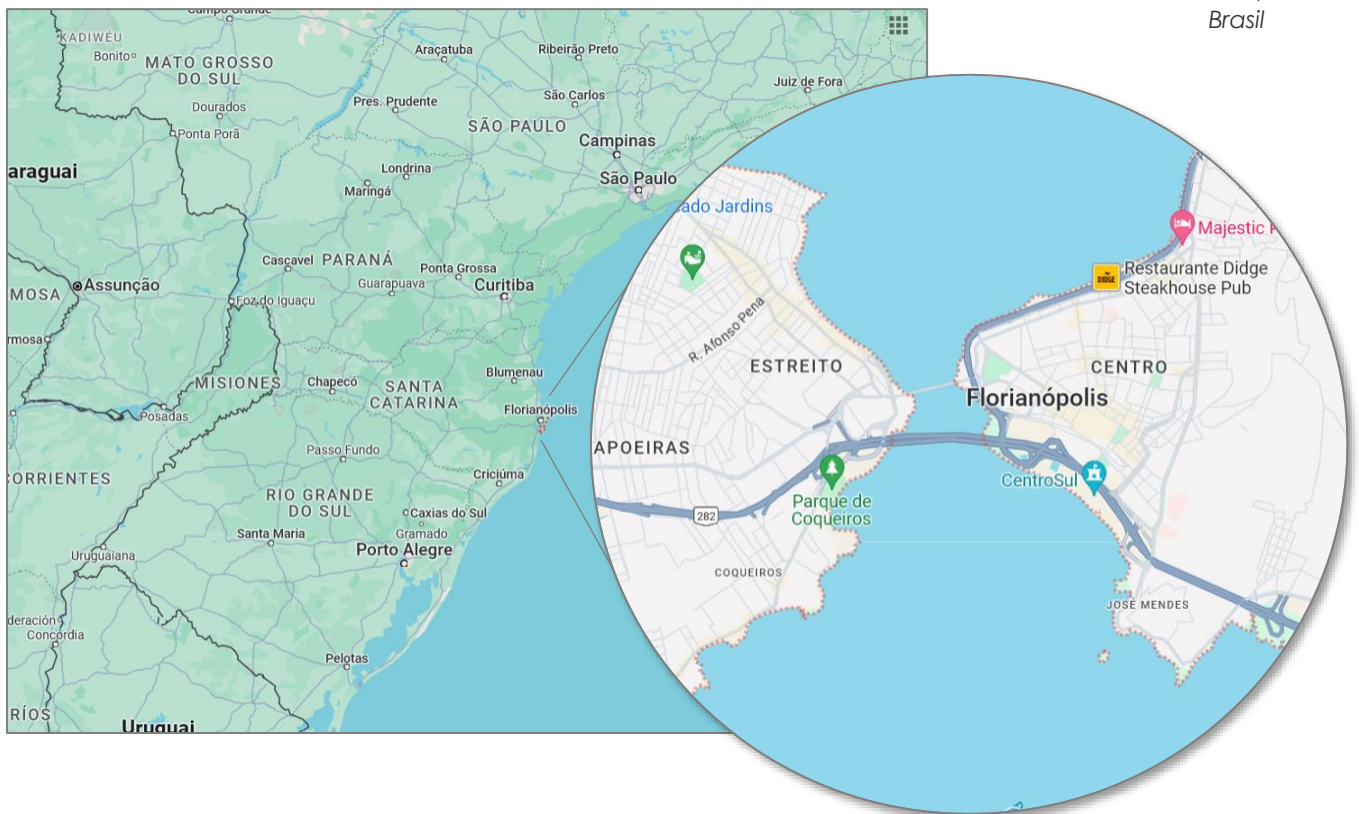 Brasil
Campo Grande
KADIWÉU
Bonito
MATO GROSSO
DO SUL
Dourados
Ponta Porã
Araçatuba
Ribeirão Preto
Pres. Prudente
São Carlos
Juiz de Fora
SÃO PAULO
Campinas
São Paulo
Londrina
Maringá
araguai
Assunção
MOSA
rmosa
Cascavel
PARANÁ
Ponta Grossa
Guarapuava
Curitiba
Foz do Iguaçu
MISIONES
Chapecó
SANTA
CATARINA
Blumenau
Florianópolis
Posadas
Passo Fundo
Criciúma
CORRIENTES
RIO GRANDE
DO SUL
Caxias do Sul
Gramado
Santa Maria
Porto Alegre
Uruguaiana
deración
Concordia
Pelotas
RÍOS
Uruguai
ado Jardins
R. Afonso Pena
ESTREITO
APOEIRAS
282
Parque de
Coqueiros
COQUEIROS
Majestic
DIDGE
Restaurante Didge
Steakhouse Pub
CENTRO
Florianópolis
CentroSul
JOSÉ MENDES